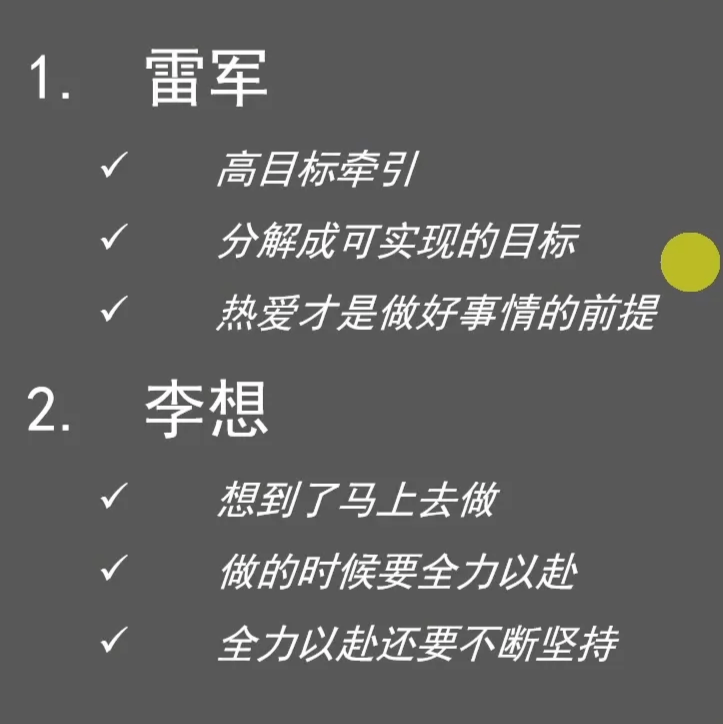 1. 雷军
✓ 高目标牵引
✓ 分解成可实现的目标
✓ 热爱才是做好事情的前提
2. 李想
✓ 想到了马上去做
✓ 做的时候要全力以赴
✓ 全力以赴还要不断坚持